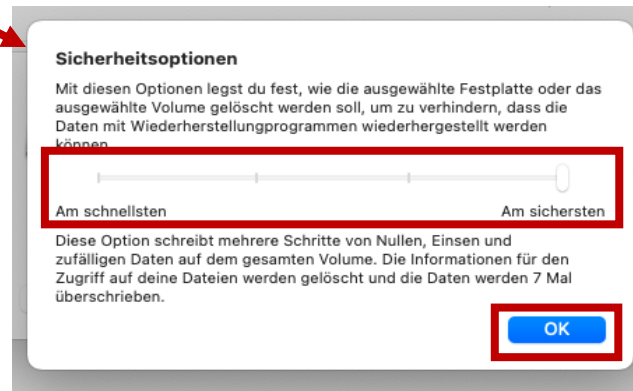 Sicherheitsoptionen
Mit diesen Optionen legst du fest, wie die ausgewählte Festplatte oder das
ausgewählte Volume gelöscht werden soll, um zu verhindern, dass die
Daten mit Wiederherstellungprogrammen wiederhergestellt werden
können.
Am schnellsten Am sichersten
Diese Option schreibt mehrere Schritte von Nullen, Einsen und
zufälligen Daten auf dem gesamten Volume. Die Informationen für den
Zugriff auf deine Dateien werden gelöscht und die Daten werden 7 Mal
überschrieben.
OK